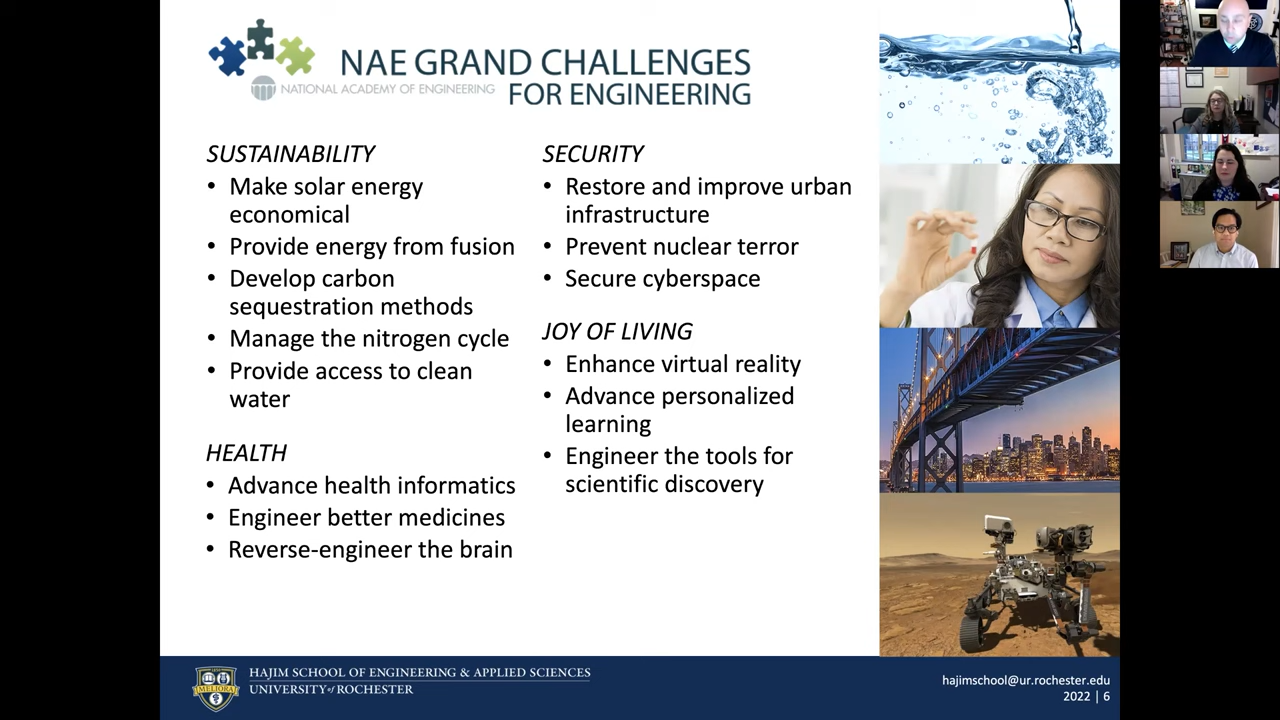 NAE GRAND CHALLENGES
FOR ENGINEERING
NATIONAL ACADEMY OF ENGINEERING
SUSTAINABILITY
• Make solar energy
economical
• Provide energy from fusion
• Develop carbon
sequestration methods
• Manage the nitrogen cycle
• Provide access to clean
water
HEALTH
• Advance health informatics
• Engineer better medicines
• Reverse-engineer the brain
SECURITY
• Restore and improve urban
infrastructure
• Prevent nuclear terror
• Secure cyberspace
JOY OF LIVING
• Enhance virtual reality
• Advance personalized
learning
• Engineer the tools for
scientific discovery
MELIORA
HAJIM SCHOOL OF ENGINEERING & APPLIED SCIENCES
UNIVERSITY of ROCHESTER
hajimschool@ur.rochester.edu
2022 | 6